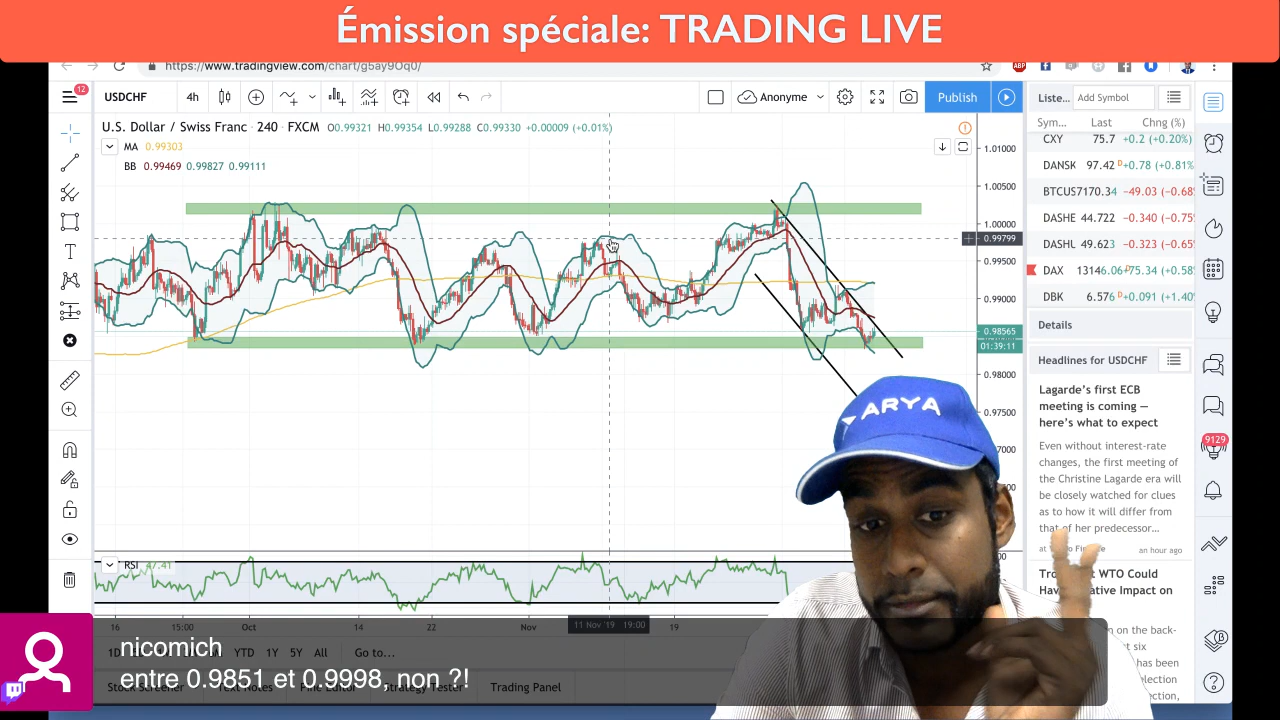 Émission spéciale: TRADING LIVE
https://www.tradingview.com/chart/g5ay9Oq0/
12
USDCHF
4h
Anonyme
Publish
Liste...
Add Symbol
U.S. Dollar / Swiss Franc · 240 · FXCM O0.99321 H0.99354 L0.99288 C0.99330 +0.00009 (+0.01%)
MA 0.99303
BB 0.99469 0.99827 0.99111
1.01000
1.00500
1.00000
0.99799
0.99500
0.99000
0.98565
01:39:11
0.98000
0.97500
Sym... Last Chng (%)
CXY 75.7 +0.2 (+0.20%)
DANSK 97.42 D +0.78 (+0.81%
BTCUS 7170.34 −49.03 (−0.68
DASHE 44.722 −0.340 (−0.75
DASHL 49.623 −0.323 (−0.65
DAX 13146.06 +75.34 (+0.58
DBK 6.576 D +0.091 (+1.40
Details
Headlines for USDCHF
Lagarde's first ECB
meeting is coming —
here's what to expect
Even without interest-rate
changes, the first meeting of
the Christine Lagarde era will
be closely watched for clues
as to how it will differ from
that of her predecessor...
an hour ago
WTO Could
Impact on
9129
ABP
ARYA
RSI 47.41
16 15:00 Oct 14 22 Nov 11 Nov '19 19:00 19
1D YTD 1Y 5Y All Go to...
Stock Screener Text Notes Pine Editor Strategy Tester Trading Panel
nicomich
entre 0.9851 et 0.9998, non ?!